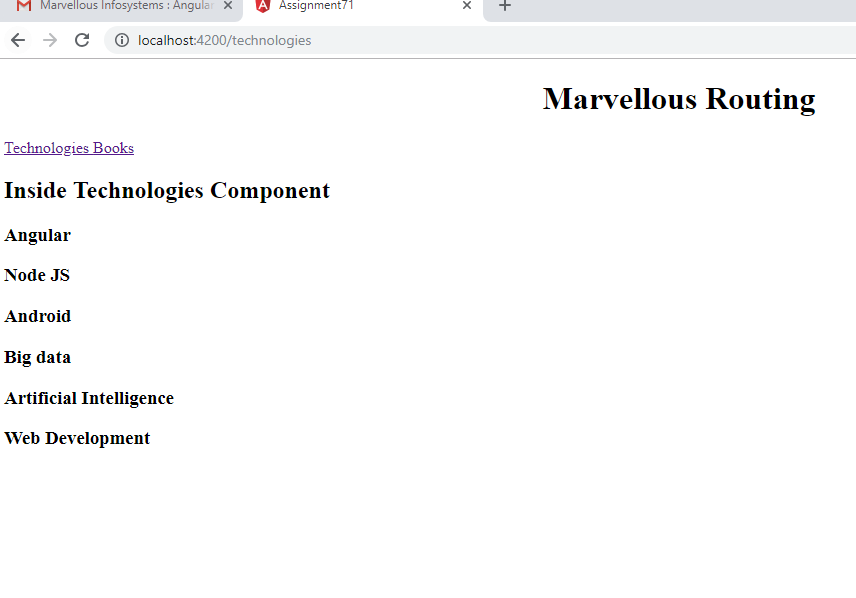 Marvellous Infosystems : Angular
Assignment71
localhost:4200/technologies
Marvellous Routing
Technologies Books
Inside Technologies Component
Angular
Node JS
Android
Big data
Artificial Intelligence
Web Development